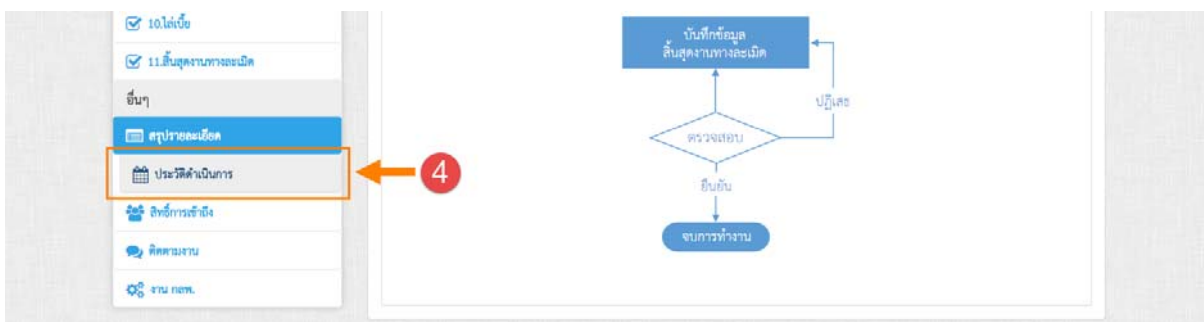 10.ไล่เบี้ย
11.สิ้นสุดงานทางละเมิด
อื่นๆ
สรุปรายละเอียด
ประวัติดำเนินการ
สิทธิ์การเข้าถึง
ติดตามงาน
งาน กลพ.
4
บันทึกข้อมูล
สิ้นสุดงานทางละเมิด
ปฏิเสธ
ตรวจสอบ
ยืนยัน
จบการทำงาน